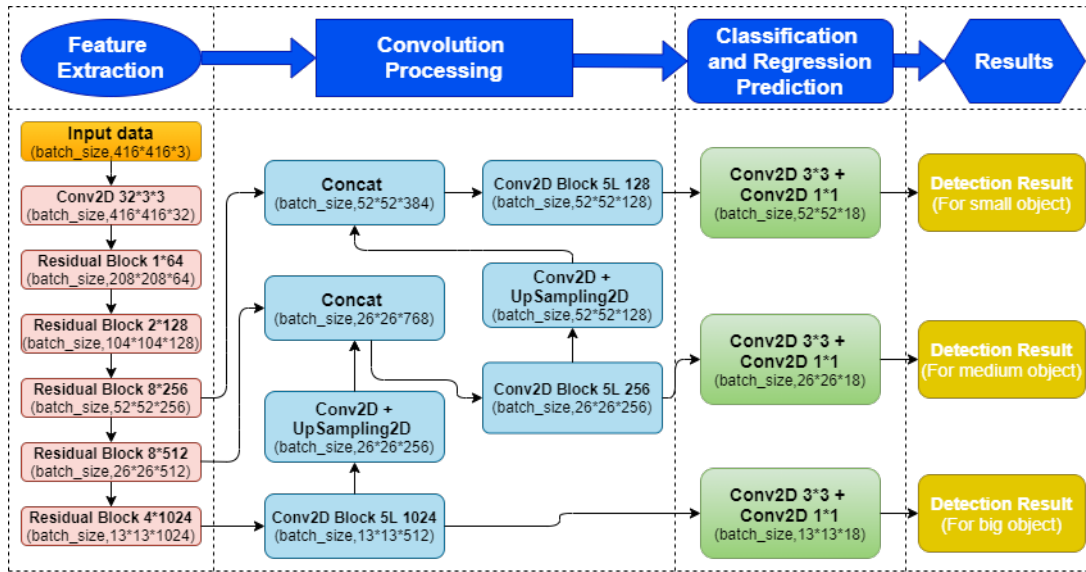 Feature
Extraction
Convolution
Processing
Classification
and Regression
Prediction
Results
Input data
(batch_size,416*416*3)
Conv2D 32*3*3
(batch_size,416*416*32)
Residual Block 1*64
(batch_size,208*208*64)
Residual Block 2*128
(batch_size,104*104*128)
Residual Block 8*256
(batch_size,52*52*256)
Residual Block 8*512
(batch_size,26*26*512)
Residual Block 4*1024
(batch_size,13*13*1024)
Concat
(batch_size,52*52*384)
Conv2D Block 5L 128
(batch_size,52*52*128)
Conv2D +
UpSampling2D
(batch_size,52*52*128)
Concat
(batch_size,26*26*768)
Conv2D Block 5L 256
(batch_size,26*26*256)
Conv2D +
UpSampling2D
(batch_size,26*26*256)
Conv2D Block 5L 1024
(batch_size,13*13*512)
Conv2D 3*3 +
Conv2D 1*1
(batch_size,52*52*18)
Conv2D 3*3 +
Conv2D 1*1
(batch_size,26*26*18)
Conv2D 3*3 +
Conv2D 1*1
(batch_size,13*13*18)
Detection Result
(For small object)
Detection Result
(For medium object)
Detection Result
(For big object)